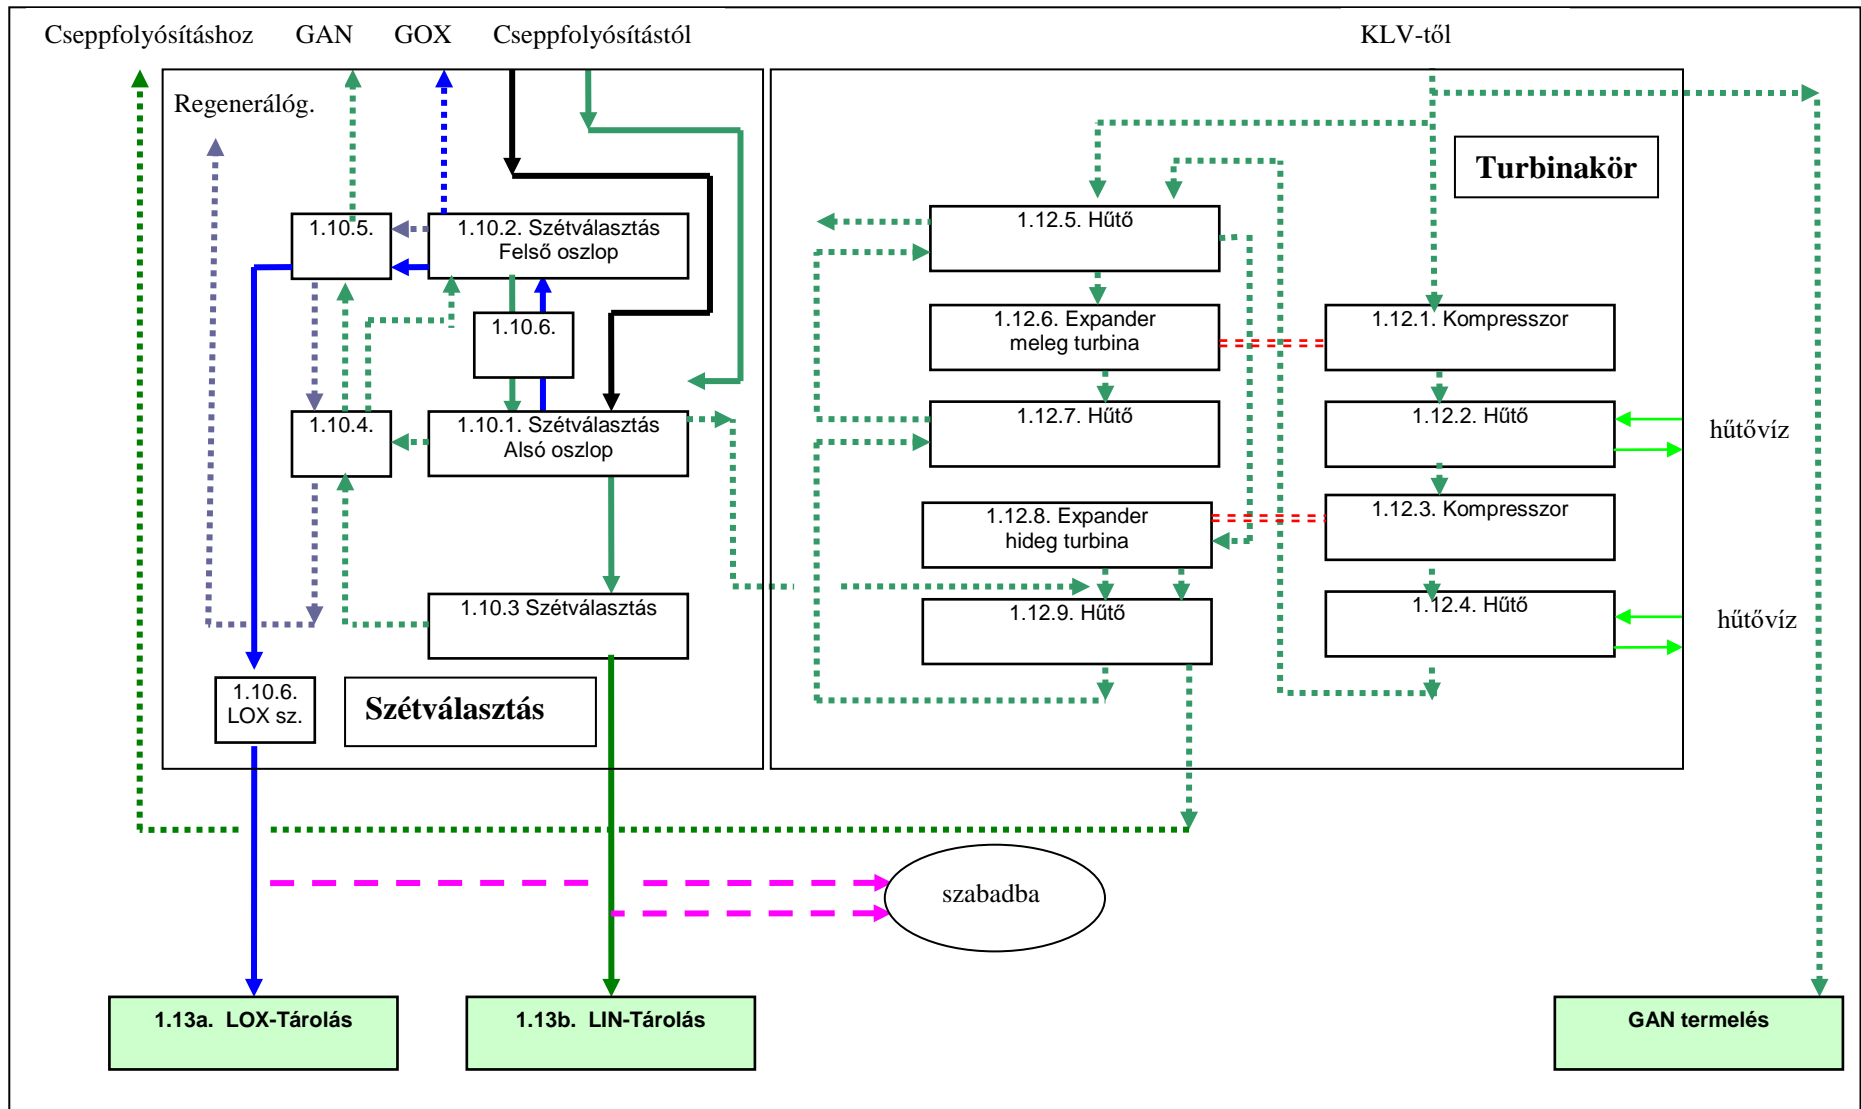 Cseppfolyósításhoz GAN GOX Cseppfolyósítástól KLV-től
Regenerálóg.
Turbinakör
1.10.5.
1.10.2. Szétválasztás
Felső oszlop
1.12.5. Hűtő
1.10.6.
1.12.6. Expander
meleg turbina
1.12.1. Kompresszor
1.10.4.
1.10.1. Szétválasztás
Alsó oszlop
1.12.7. Hűtő
1.12.2. Hűtő
hűtővíz
1.12.8. Expander
hideg turbina
1.12.3. Kompresszor
1.10.3 Szétválasztás
1.12.9. Hűtő
1.12.4. Hűtő
hűtővíz
1.10.6.
LOX sz.
Szétválasztás
szabadba
1.13a. LOX-Tárolás
1.13b. LIN-Tárolás
GAN termelés